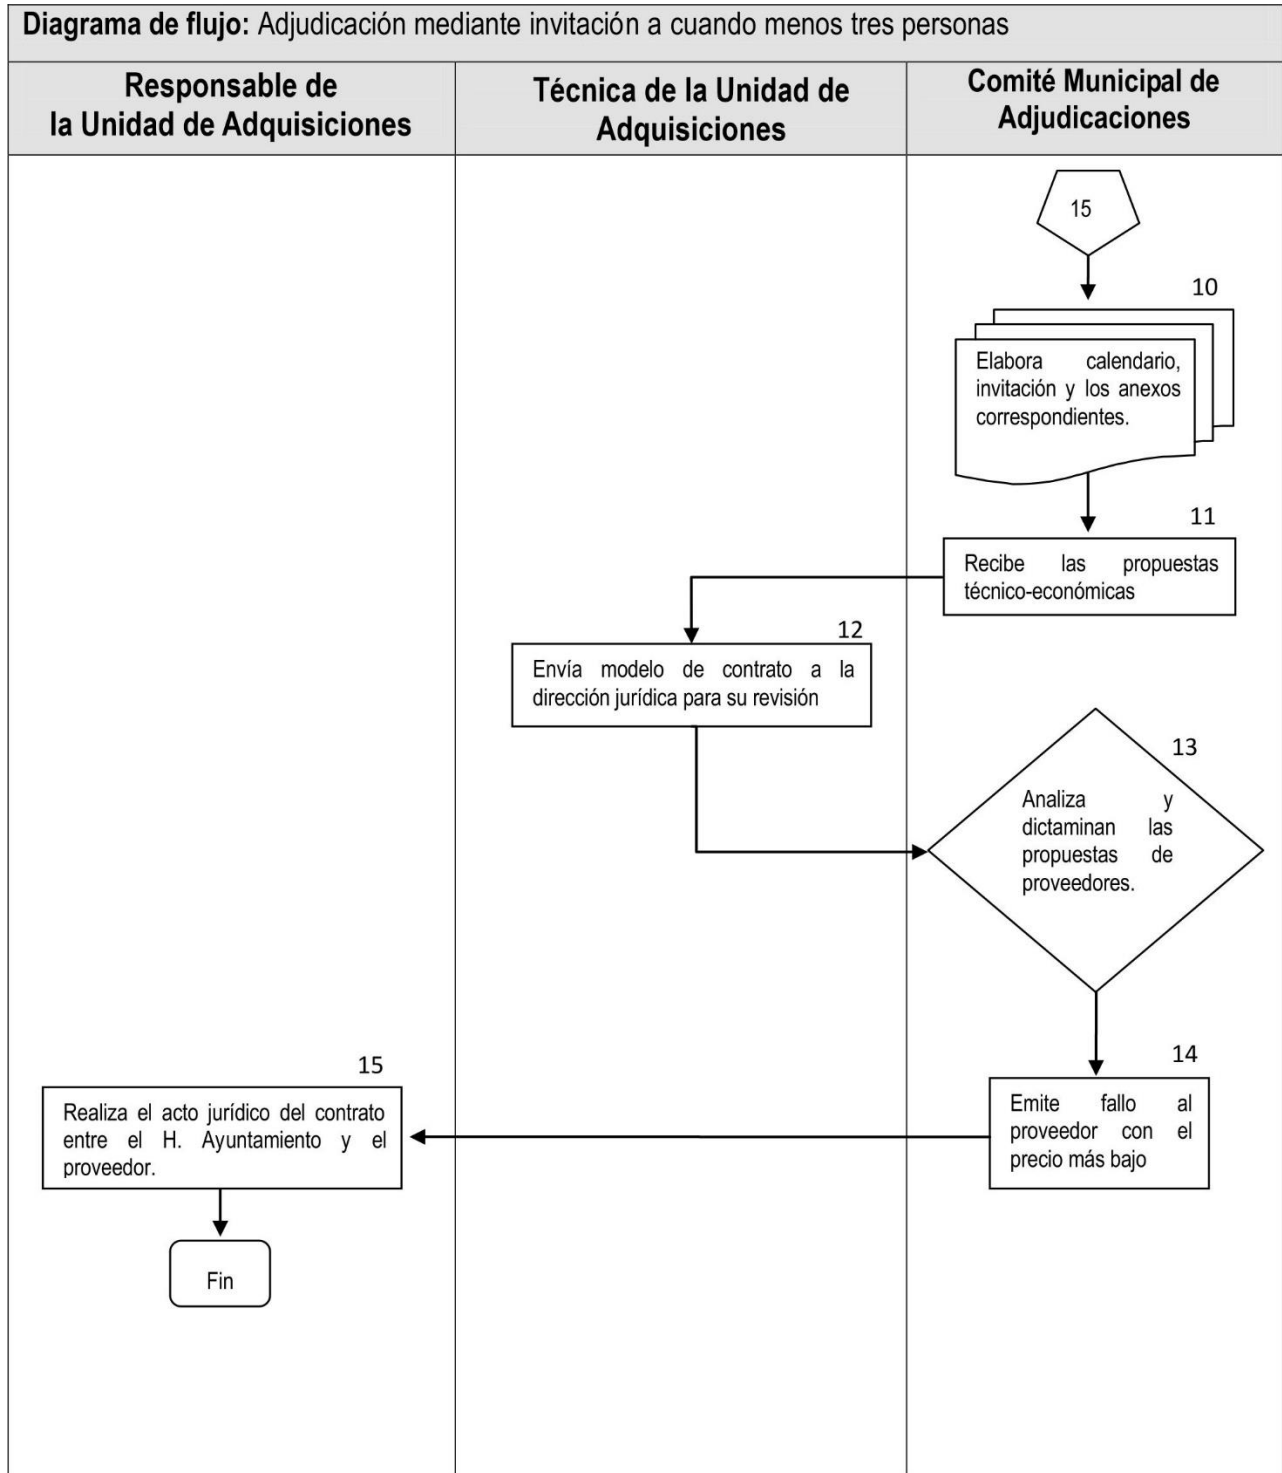 Diagrama de flujo: Adjudicación mediante invitación a cuando menos tres personas
Responsable de
la Unidad de Adquisiciones
Técnica de la Unidad de
Adquisiciones
Comité Municipal de
Adjudicaciones
15
10
Elabora calendario,
invitación y los anexos
correspondientes.
11
Recibe las propuestas
técnico-económicas
12
Envía modelo de contrato a la
dirección jurídica para su revisión
13
Analiza y
dictaminan las
propuestas de
proveedores.
14
Emite fallo al
proveedor con el
precio más bajo
15
Realiza el acto jurídico del contrato
entre el H. Ayuntamiento y el
proveedor.
Fin